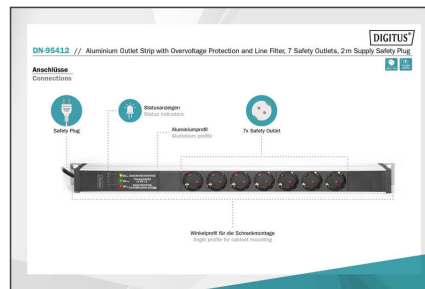 DIGITUS®
DN-95412 // Aluminium Outlet Strip with Overvoltage Protection and Line Filter, 7 Safety Outlets, 2 m Supply Safety Plug
Anschlüsse
Connections
Statusanzeigen
Status indicators
Safety Plug
Aluminiumprofil
Aluminium profile
7x Safety Outlet
Winkelprofil für die Schrankmontage
Angle profile for cabinet mounting